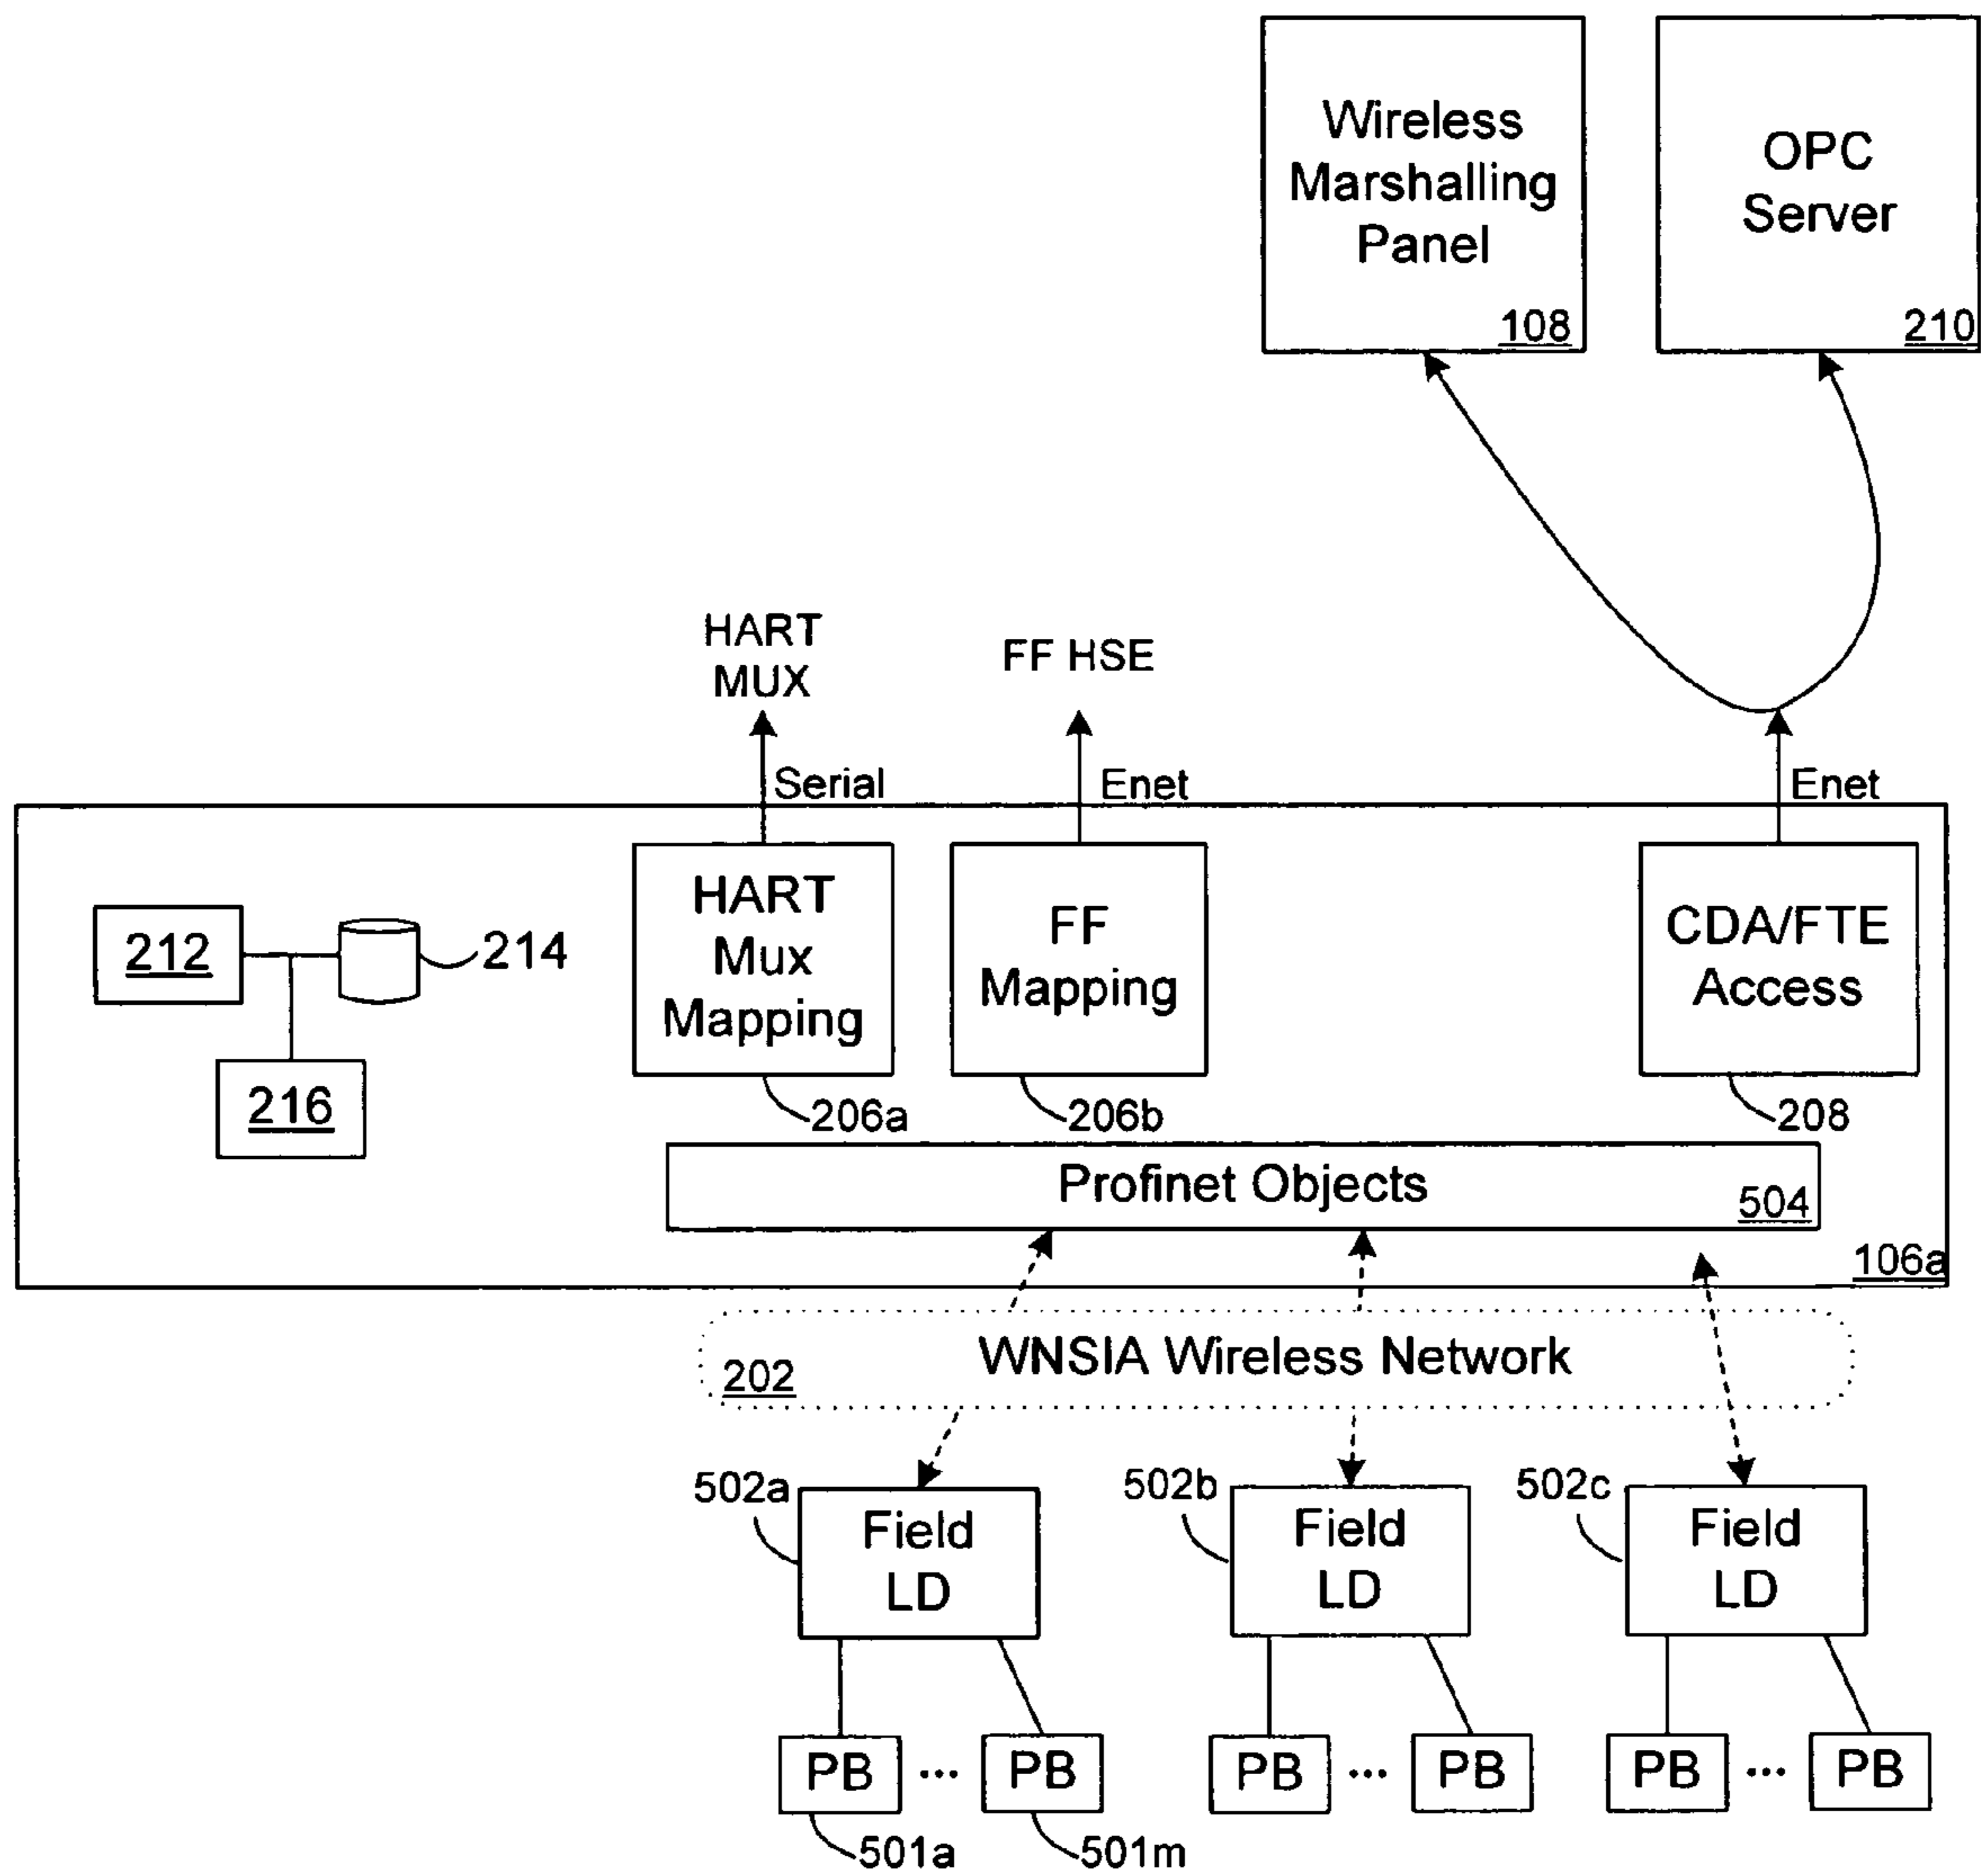 Wireless
Marshalling
Panel
108
OPC
Server
210
HART
MUX
FF HSE
Serial
Enet
Enet
212
214
216
HART
Mux
Mapping
206a
FF
Mapping
206b
CDA/FTE
Access
208
Profinet Objects
504
106a
WNSIA Wireless Network
202
502a
Field
LD
502b
Field
LD
502c
Field
LD
PB ... PB
PB ... PB
PB ... PB
501a
501m